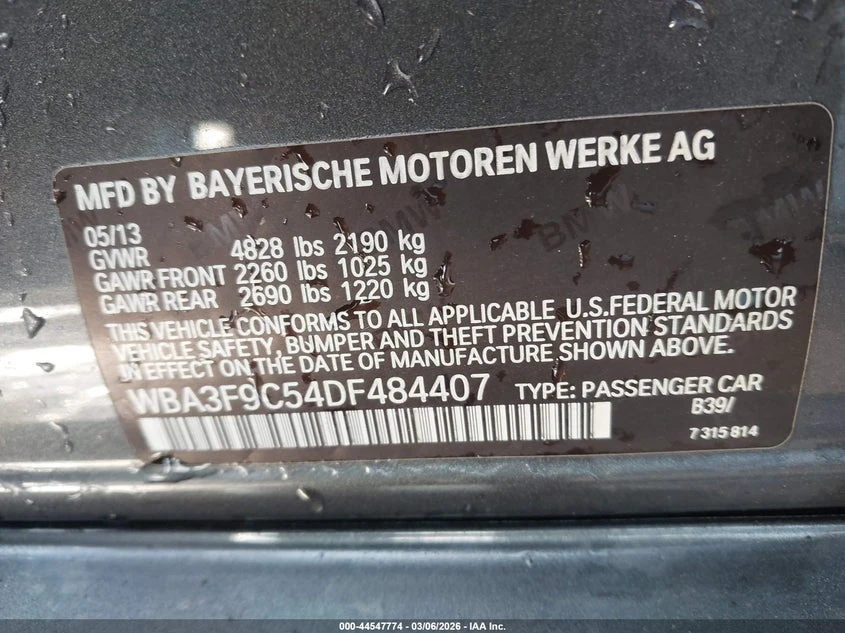 MFD BY BAYERISCHE MOTOREN WERKE AG
05/13
GVWR 4828 lbs 2190 kg
GAWR FRONT 2260 lbs 1025 kg
GAWR REAR 2690 lbs 1220 kg
THIS VEHICLE CONFORMS TO ALL APPLICABLE U.S.FEDERAL MOTOR
VEHICLE SAFETY, BUMPER AND THEFT PREVENTION STANDARDS
IN EFFECT ON THE DATE OF MANUFACTURE SHOWN ABOVE.
WBA3F9C54DF484407 TYPE: PASSENGER CAR
B39/
7315814
000-44547774 — 03/06/2026 — IAA Inc.